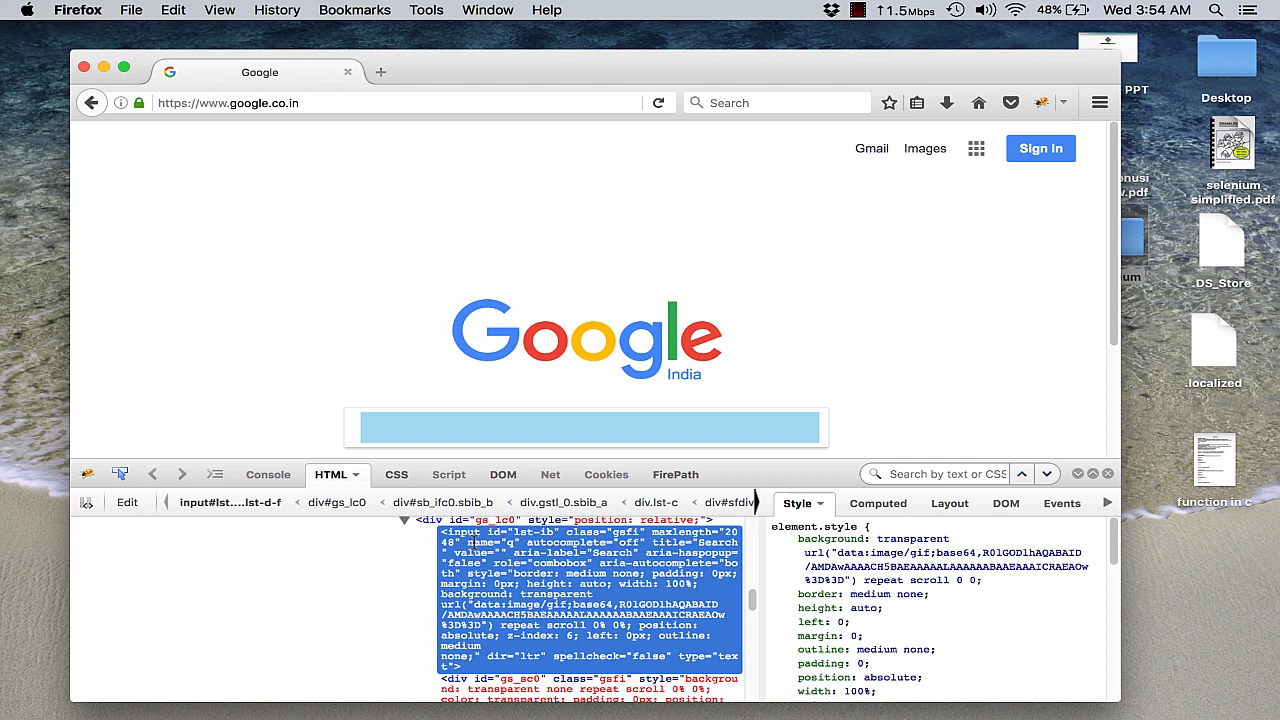 Firefox File Edit View History Bookmarks Tools Window Help 1.5Mbps 48% Wed 3:54 AM
Google
https://www.google.co.in Search
Gmail Images Sign in
Google
India
Console HTML CSS Script DOM Net Cookies FirePath Search by text or CSS
Edit input#lst....lst-d-f < div#gs_lc0 < div#sb_ifc0.sbib_b < div.gstl_0.sbib_a < div.lst-c < div#sfdiv
Style Computed Layout DOM Events
<div id="gs_lc0" style="position: relative;">
<input id="lst-ib" class="gsfi" maxlength="20
48" name="q" autocomplete="off" title="Search
" value="" aria-label="Search" aria-haspopup=
"false" role="combobox" aria-autocomplete="bo
th" style="border: medium none; padding: 0px;
margin: 0px; height: auto; width: 100%;
background: transparent
url("data:image/gif;base64,R0lGODlhAQABAID
/AMDAwAAAACH5BAEAAAAALAAAAAABAAEAAAICRAEAOw
%3D%3D") repeat scroll 0% 0%; position:
absolute; z-index: 6; left: 0px; outline:
medium
none;" dir="ltr" spellcheck="false" type="tex
t">
<div id="gs_sc0" class="gsfi" style="backgrou
nd: transparent none repeat scroll 0% 0%;
color: transparent; padding: 0px; position:
element.style {
background: transparent
url("data:image/gif;base64,R0lGODlhAQABAID
/AMDAwAAAACH5BAEAAAAALAAAAAABAAEAAAICRAEAOw
%3D%3D") repeat scroll 0 0;
border: medium none;
height: auto;
left: 0;
margin: 0;
outline: medium none;
padding: 0;
position: absolute;
width: 100%;
PPT
Desktop
onusi
w.pdf
selenium
simplified.pdf
um
.DS_Store
.localized
function in c